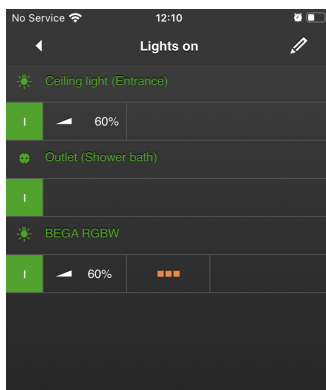 No Service 12:10
Lights on
Ceiling light (Entrance)
I 60%
Outlet (Shower bath)
I
BEGA RGBW
I 60%